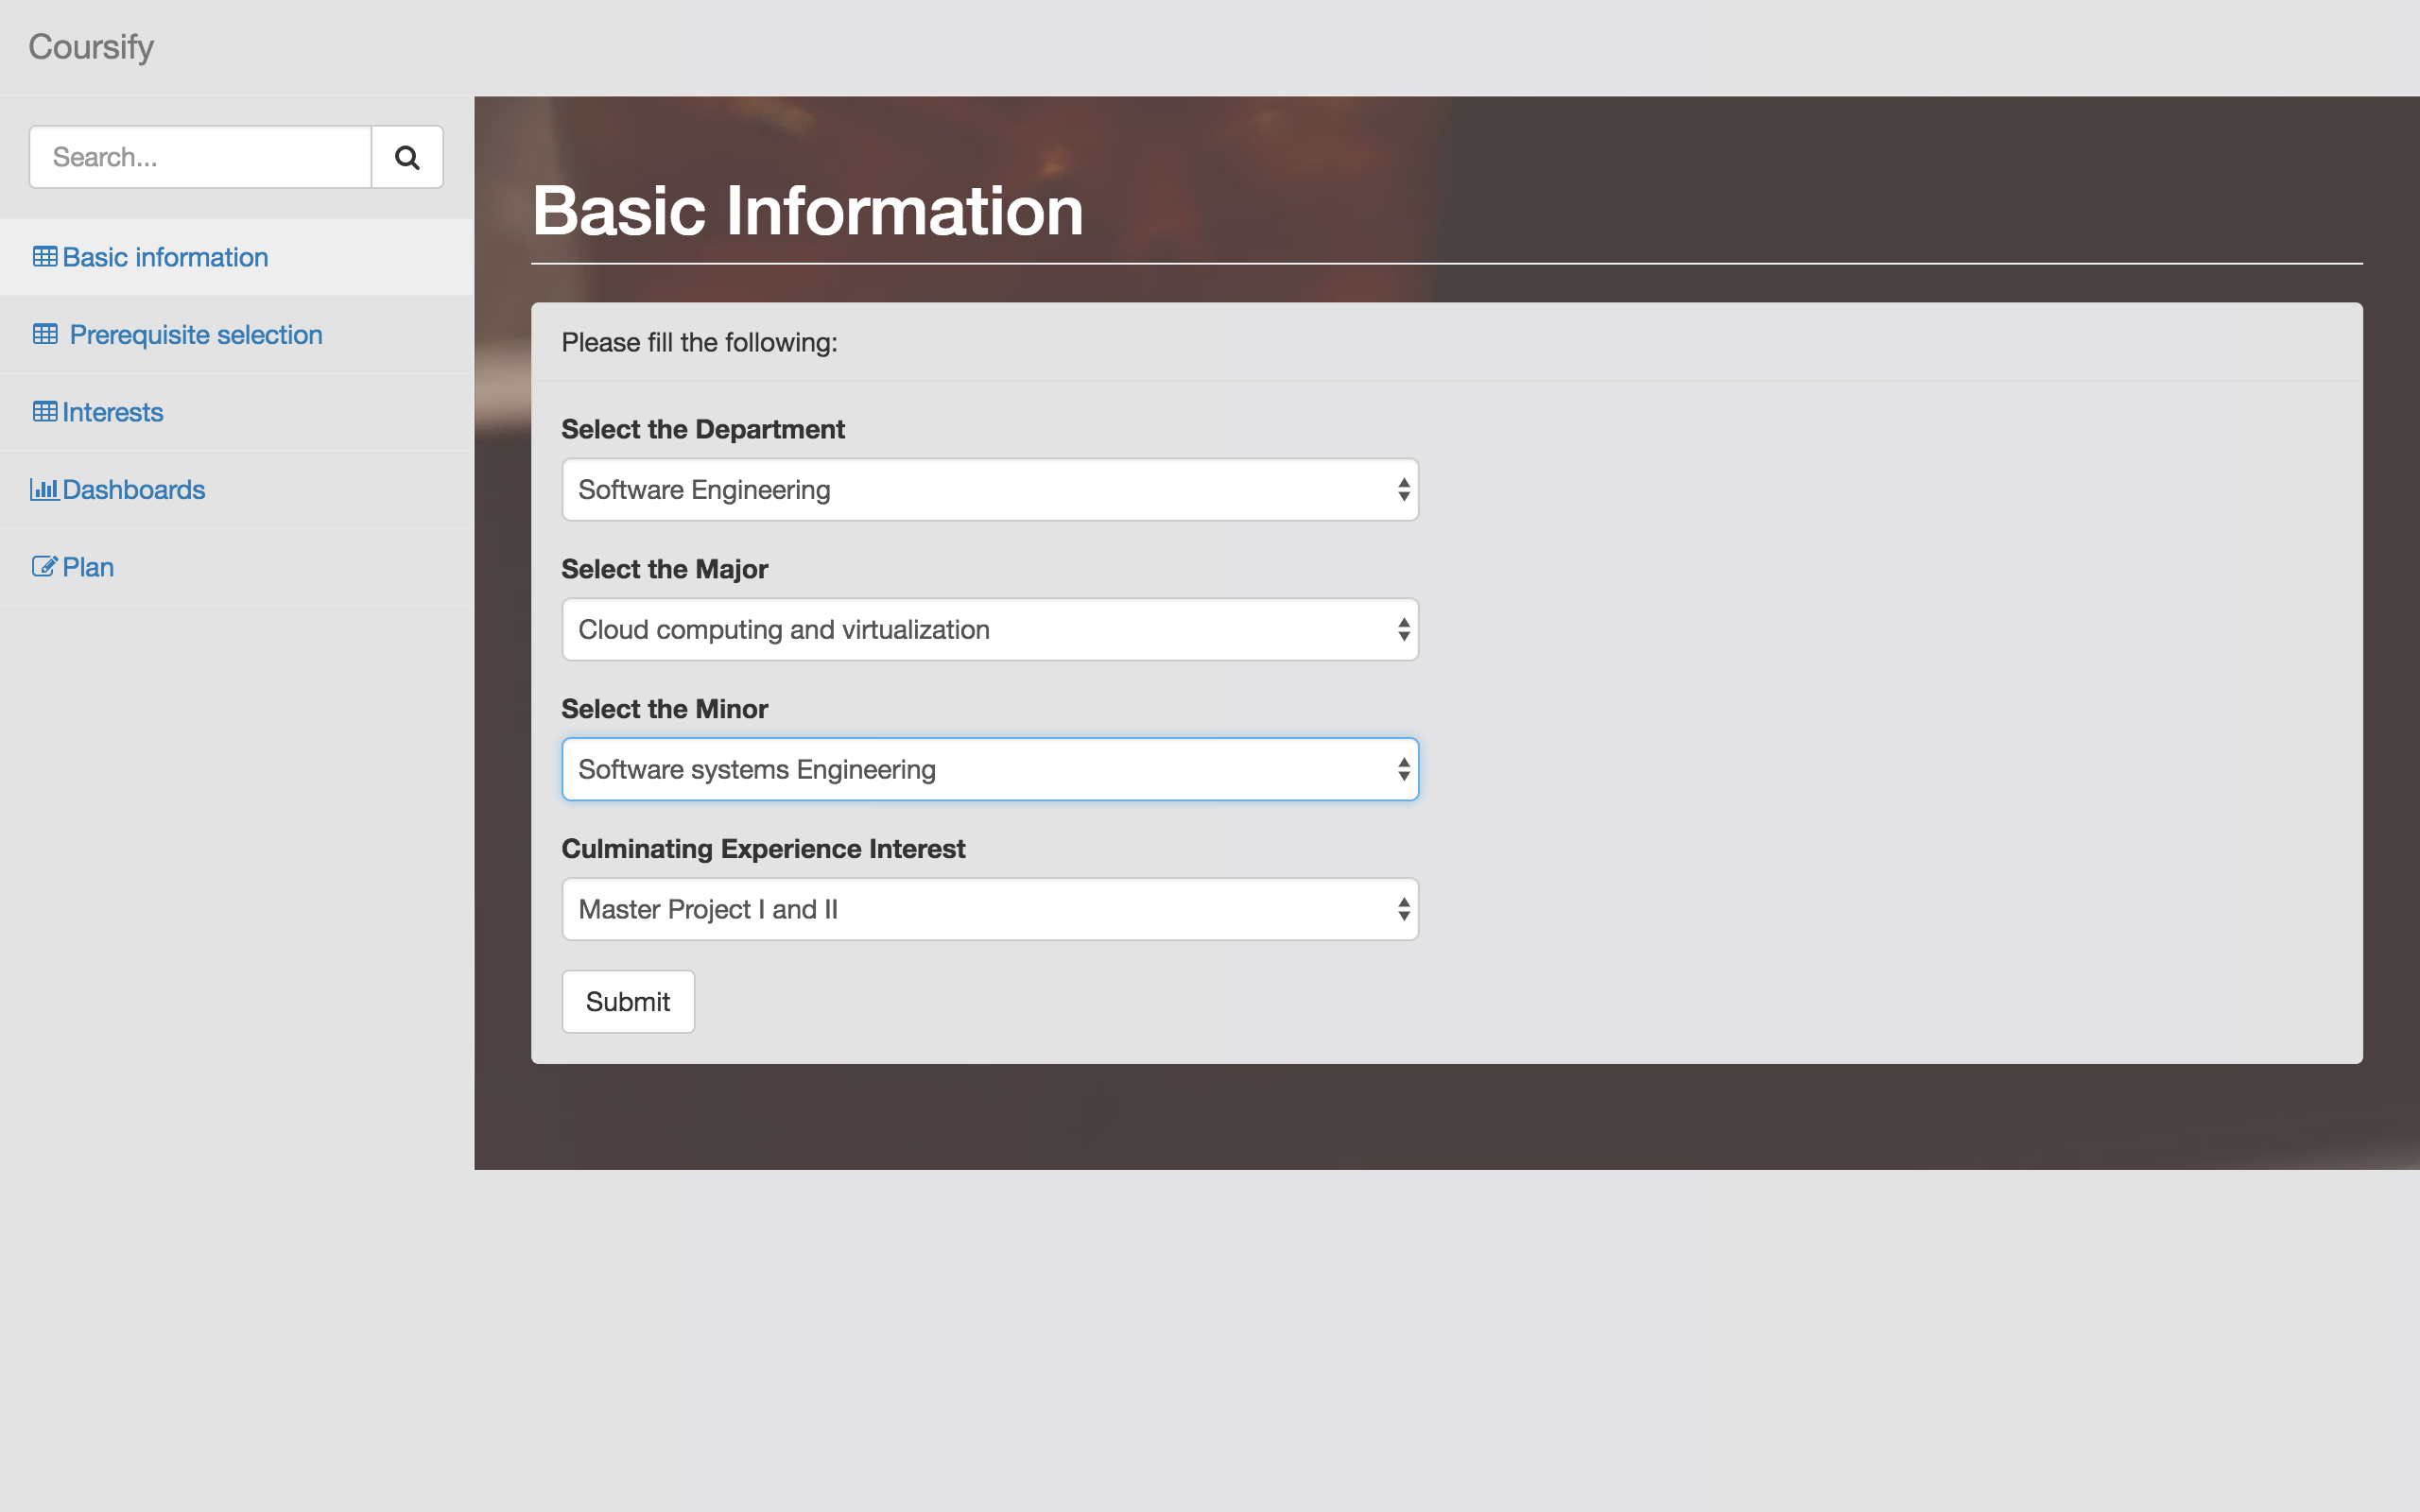 Coursify
Search...
Basic information
Prerequisite selection
Interests
Dashboards
Plan
Basic Information
Please fill the following:
Select the Department
Software Engineering
Select the Major
Cloud computing and virtualization
Select the Minor
Software systems Engineering
Culminating Experience Interest
Master Project I and II
Submit